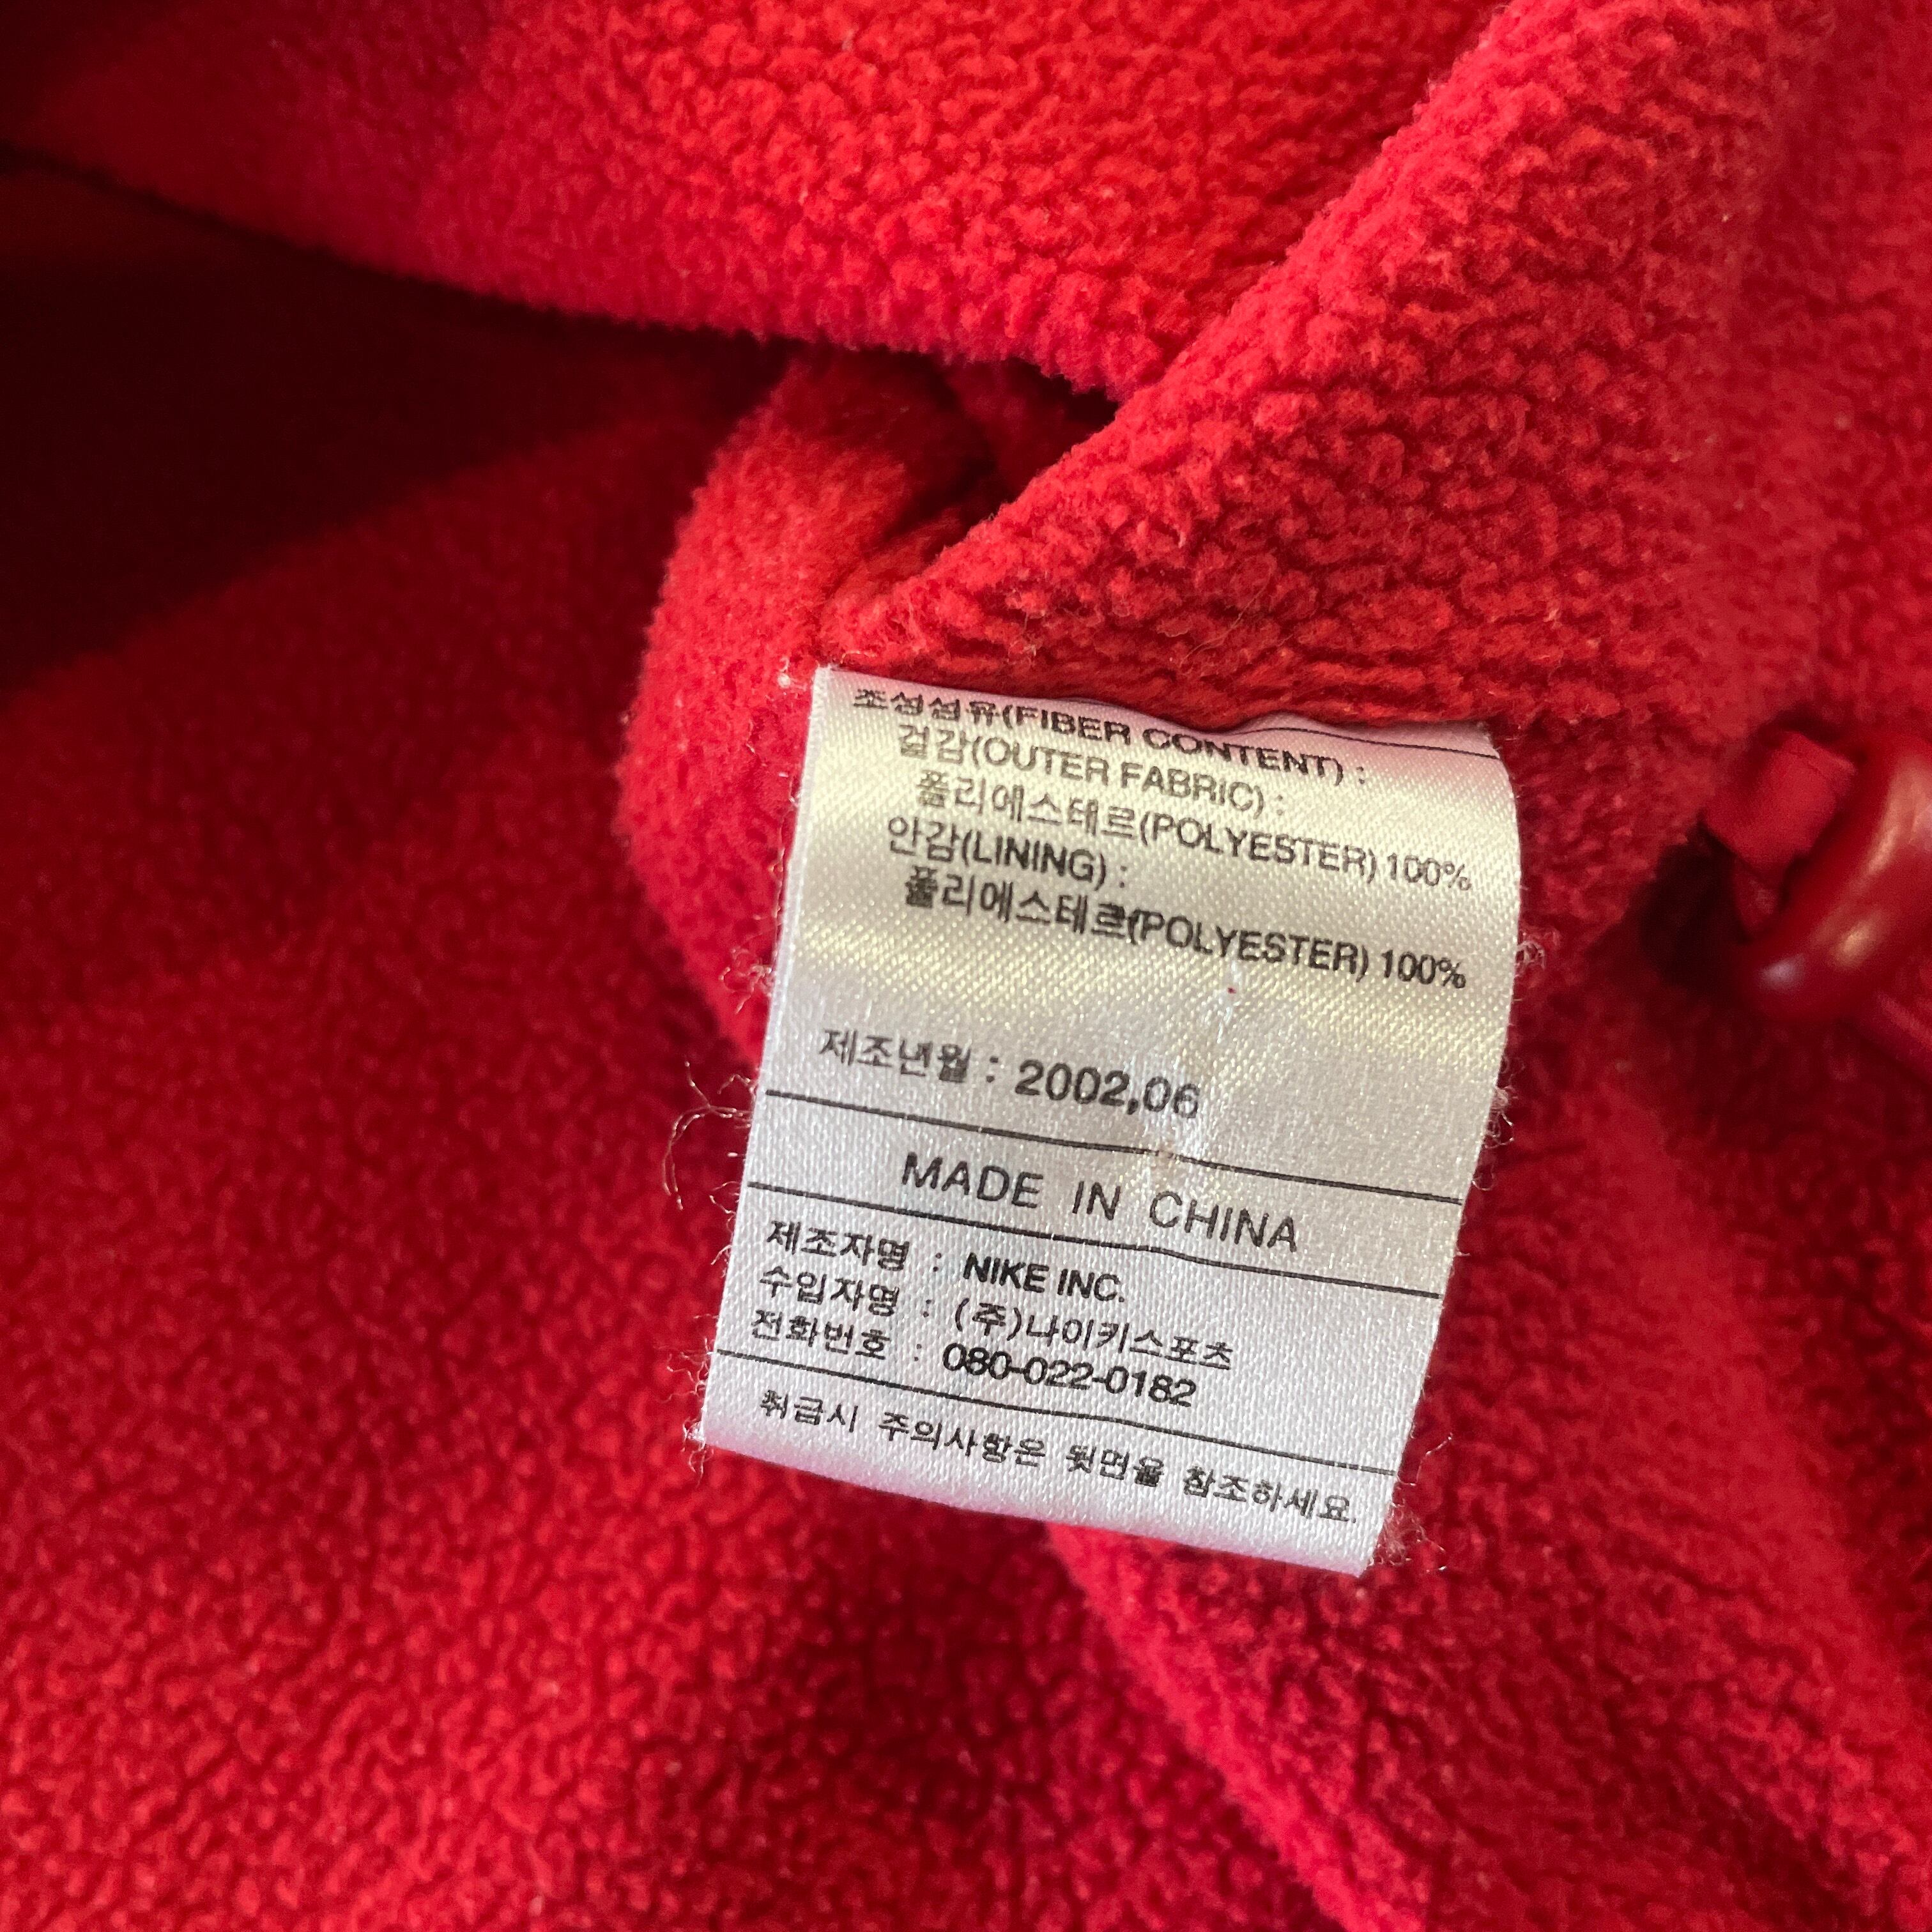 조성섬유(FIBER CONTENT) :
겉감(OUTER FABRIC) :
폴리에스테르(POLYESTER) 100%
안감(LINING) :
폴리에스테르(POLYESTER) 100%
제조년월 : 2002,06
MADE IN CHINA
제조자명 : NIKE INC.
수입자명 : (주)나이키스포츠
전화번호 : 080-022-0182
취급시 주의사항은 뒷면을 참조하세요.